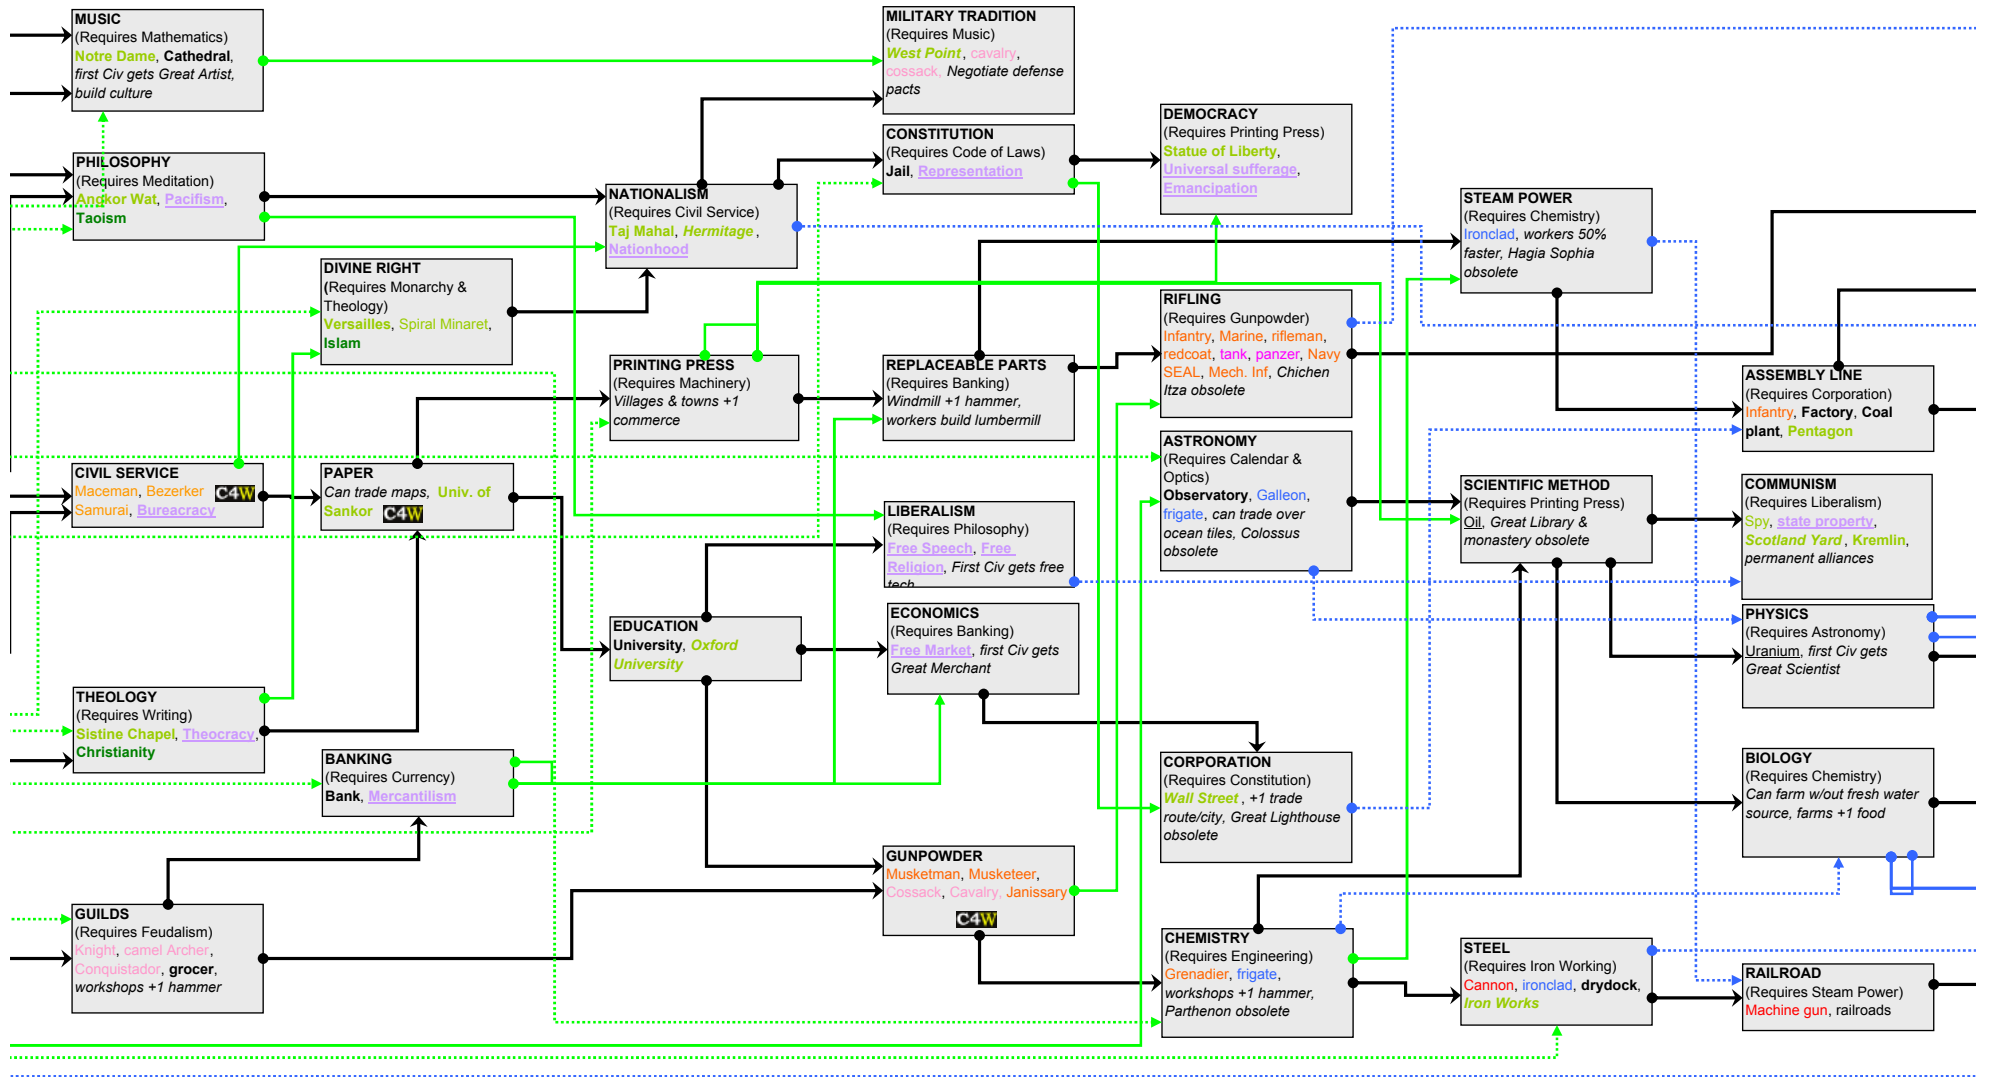 MUSIC
(Requires Mathematics)
Notre Dame, Cathedral,
first Civ gets Great Artist,
build culture
PHILOSOPHY
(Requires Meditation)
Angkor Wat, Pacifism,
Taoism
CIVIL SERVICE
Maceman, Bezerker C4W
Samurai, Bureacracy
THEOLOGY
(Requires Writing)
Sistine Chapel, Theocracy,
Christianity
GUILDS
(Requires Feudalism)
Knight, camel Archer,
Conquistador, grocer,
workshops +1 hammer
DIVINE RIGHT
(Requires Monarchy &
Theology)
Versailles, Spiral Minaret,
Islam
PAPER
Can trade maps, Univ. of
Sankor C4W
BANKING
(Requires Currency)
Bank, Mercantilism
NATIONALISM
(Requires Civil Service)
Taj Mahal, Hermitage ,
Nationhood
PRINTING PRESS
(Requires Machinery)
Villages & towns +1
commerce
EDUCATION
University, Oxford
University
MILITARY TRADITION
(Requires Music)
West Point , cavalry,
cossack, Negotiate defense
pacts
CONSTITUTION
(Requires Code of Laws)
Jail, Representation
REPLACEABLE PARTS
(Requires Banking)
Windmill +1 hammer,
workers build lumbermill
LIBERALISM
(Requires Philosophy)
Free Speech, Free
Religion, First Civ gets free
tech
ECONOMICS
(Requires Banking)
Free Market, first Civ gets
Great Merchant
GUNPOWDER
Musketman, Musketeer,
Cossack, Cavalry, Janissary
C4W
DEMOCRACY
(Requires Printing Press)
Statue of Liberty,
Universal sufferage,
Emancipation
RIFLING
(Requires Gunpowder)
Infantry, Marine, rifleman,
redcoat, tank, panzer, Navy
SEAL, Mech. Inf, Chichen
Itza obsolete
ASTRONOMY
(Requires Calendar &
Optics)
Observatory, Galleon,
frigate, can trade over
ocean tiles, Colossus
obsolete
CORPORATION
(Requires Constitution)
Wall Street , +1 trade
route/city, Great Lighthouse
obsolete
CHEMISTRY
(Requires Engineering)
Grenadier, frigate,
workshops +1 hammer,
Parthenon obsolete
STEAM POWER
(Requires Chemistry)
Ironclad, workers 50%
faster, Hagia Sophia
obsolete
SCIENTIFIC METHOD
(Requires Printing Press)
Oil, Great Library &
monastery obsolete
STEEL
(Requires Iron Working)
Cannon, ironclad, drydock,
Iron Works
ASSEMBLY LINE
(Requires Corporation)
Infantry, Factory, Coal
plant, Pentagon
COMMUNISM
(Requires Liberalism)
Spy, state property,
Scotland Yard , Kremlin,
permanent alliances
PHYSICS
(Requires Astronomy)
Uranium, first Civ gets
Great Scientist
BIOLOGY
(Requires Chemistry)
Can farm w/out fresh water
source, farms +1 food
RAILROAD
(Requires Steam Power)
Machine gun, railroads